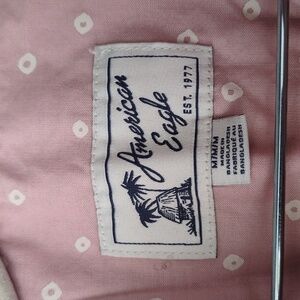 American
Eagle
EST. 1977
M/M/M
MADE IN
BANGLADESH
FABRIQUÉ AU
BANGLADESH